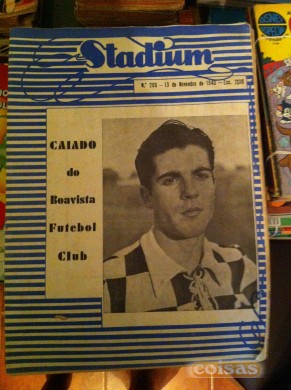 Stadium
CAIADO
do
Boavista
Futebol
Club
coisas